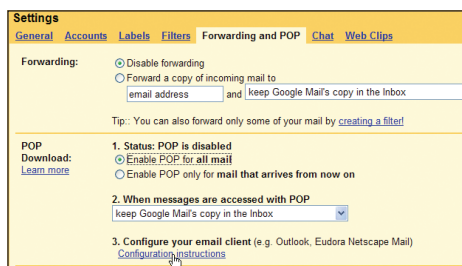 Settings
General Accounts Labels Filters Forwarding and POP Chat Web Clips
Forwarding: Disable forwarding
Forward a copy of incoming mail to
email address and keep Google Mail's copy in the Inbox
Tip:: You can also forward only some of your mail by creating a filter!
POP Download: 1. Status: POP is disabled
Learn more Enable POP for all mail
Enable POP only for mail that arrives from now on
2. When messages are accessed with POP
keep Google Mail's copy in the Inbox
3. Configure your email client (e.g. Outlook, Eudora Netscape Mail)
Configuration instructions